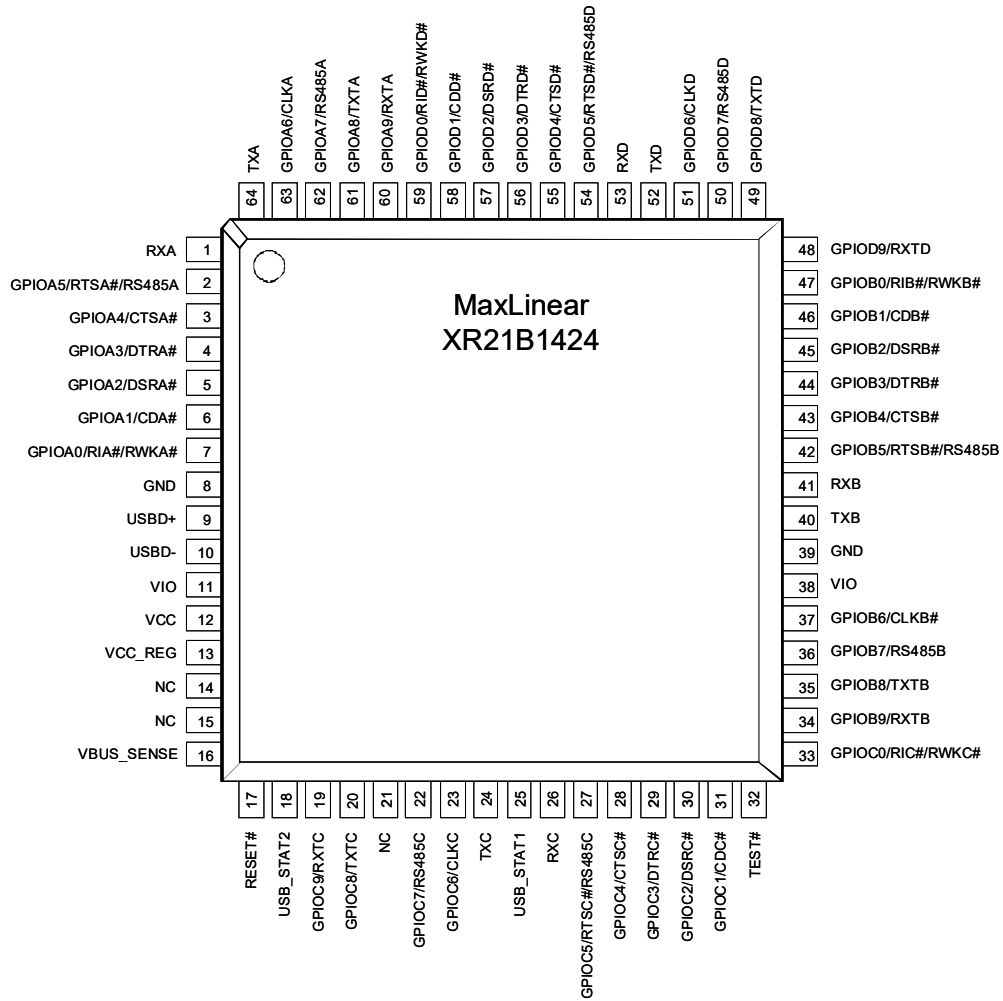 TXA
GPIOA6/CLKA
GPIOA7/RS485A
GPIOA8/TXTA
GPIOA9/RXTA
GPIOD0/RID#/RWKD#
GPIOD1/CDD#
GPIOD2/DSRD#
GPIOD3/DTRD#
GPIOD4/CTSD#
GPIOD5/RTSD#/RS485D
RXD
TXD
GPIOD6/CLKD
GPIOD7/RS485D
GPIOD8/TXTD
64
63
62
61
60
59
58
57
56
55
54
53
52
51
50
49
MaxLinear
XR21B1424
RXA 1
GPIOA5/RTSA#/RS485A 2
GPIOA4/CTSA# 3
GPIOA3/DTRA# 4
GPIOA2/DSRA# 5
GPIOA1/CDA# 6
GPIOA0/RIA#/RWKA# 7
GND 8
USBD+ 9
USBD- 10
VIO 11
VCC 12
VCC_REG 13
NC 14
NC 15
VBUS_SENSE 16
48 GPIOD9/RXTD
47 GPIOB0/RIB#/RWKB#
46 GPIOB1/CDB#
45 GPIOB2/DSRB#
44 GPIOB3/DTRB#
43 GPIOB4/CTSB#
42 GPIOB5/RTSB#/RS485B
41 RXB
40 TXB
39 GND
38 VIO
37 GPIOB6/CLKB#
36 GPIOB7/RS485B
35 GPIOB8/TXTB
34 GPIOB9/RXTB
33 GPIOC0/RIC#/RWKC#
17
18
19
20
21
22
23
24
25
26
27
28
29
30
31
32
RESET#
USB_STAT2
GPIOC9/RXTC
GPIOC8/TXTC
NC
GPIOC7/RS485C
GPIOC6/CLKC
TXC
USB_STAT1
RXC
GPIOC5/RTSC#/RS485C
GPIOC4/CTSC#
GPIOC3/DTRC#
GPIOC2/DSRC#
GPIOC1/CDC#
TEST#